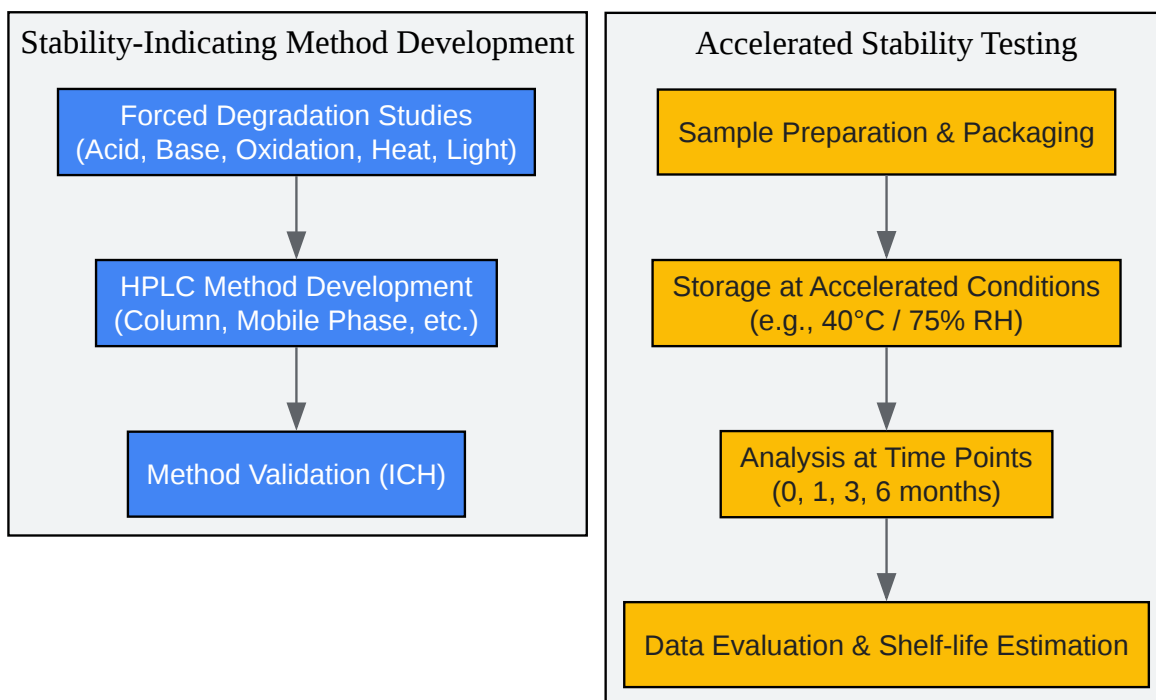 Stability-Indicating Method Development
Forced Degradation Studies
(Acid, Base, Oxidation, Heat, Light)
HPLC Method Development
(Column, Mobile Phase, etc.)
Method Validation (ICH)
Accelerated Stability Testing
Sample Preparation & Packaging
Storage at Accelerated Conditions
(e.g., 40°C / 75% RH)
Analysis at Time Points
(0, 1, 3, 6 months)
Data Evaluation & Shelf-life Estimation